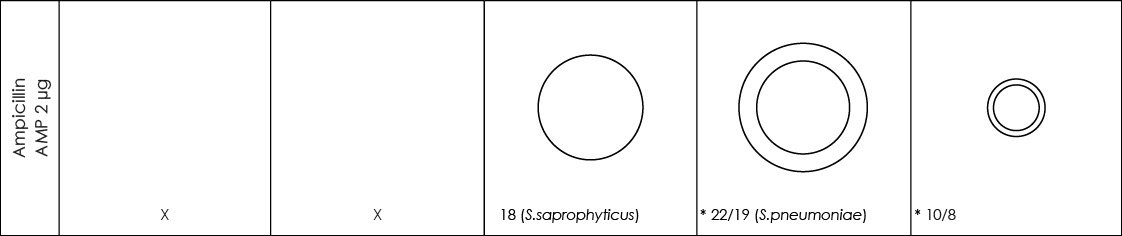 Ampicillin
AMP 2 µg
X
X
18 (S.saprophyticus)
* 22/19 (S.pneumoniae)
* 10/8